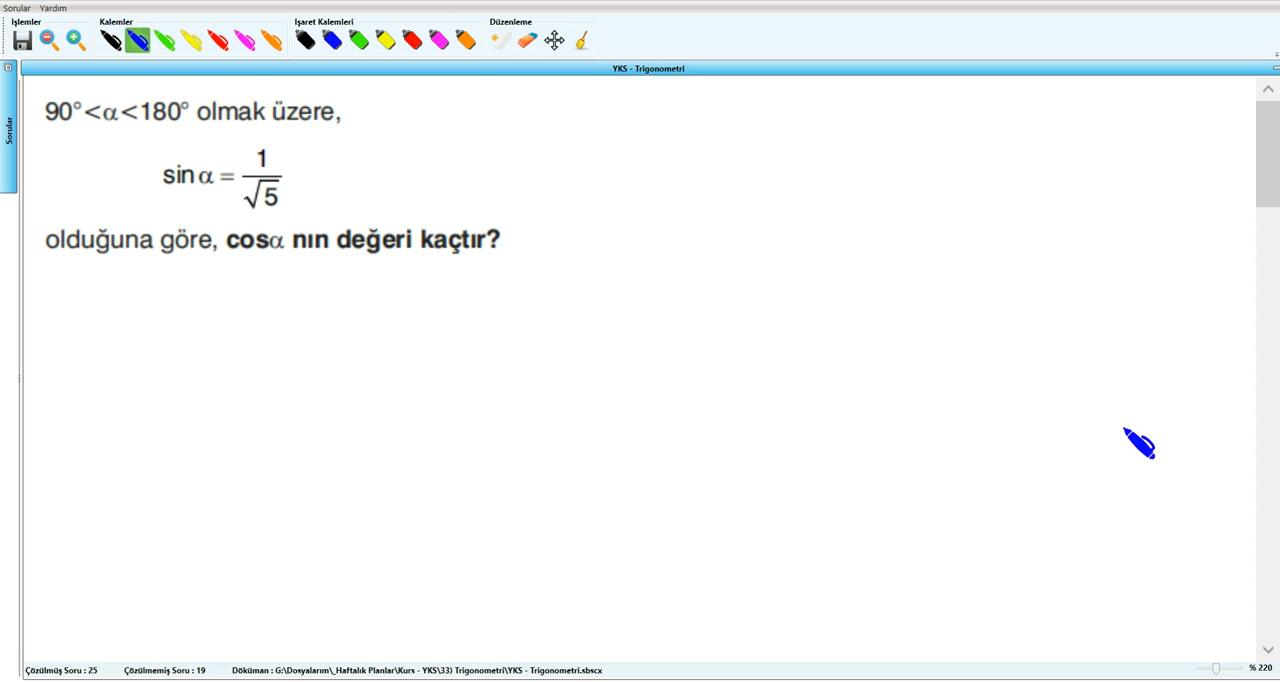 Sorular Yardım
İşlemler Kalemler İşaret Kalemleri Düzenleme
YKS - Trigonometri
Sorular
90°<α<180° olmak üzere,
sin α = 1/√5
olduğuna göre, cosα nın değeri kaçtır?
Çözülmüş Soru : 25 Çözülmemiş Soru : 19 Döküman : G:\Dosyalarım\_Haftalık Planlar\Kurs - YKS\33) Trigonometri\YKS - Trigonometri.sbscx % 220